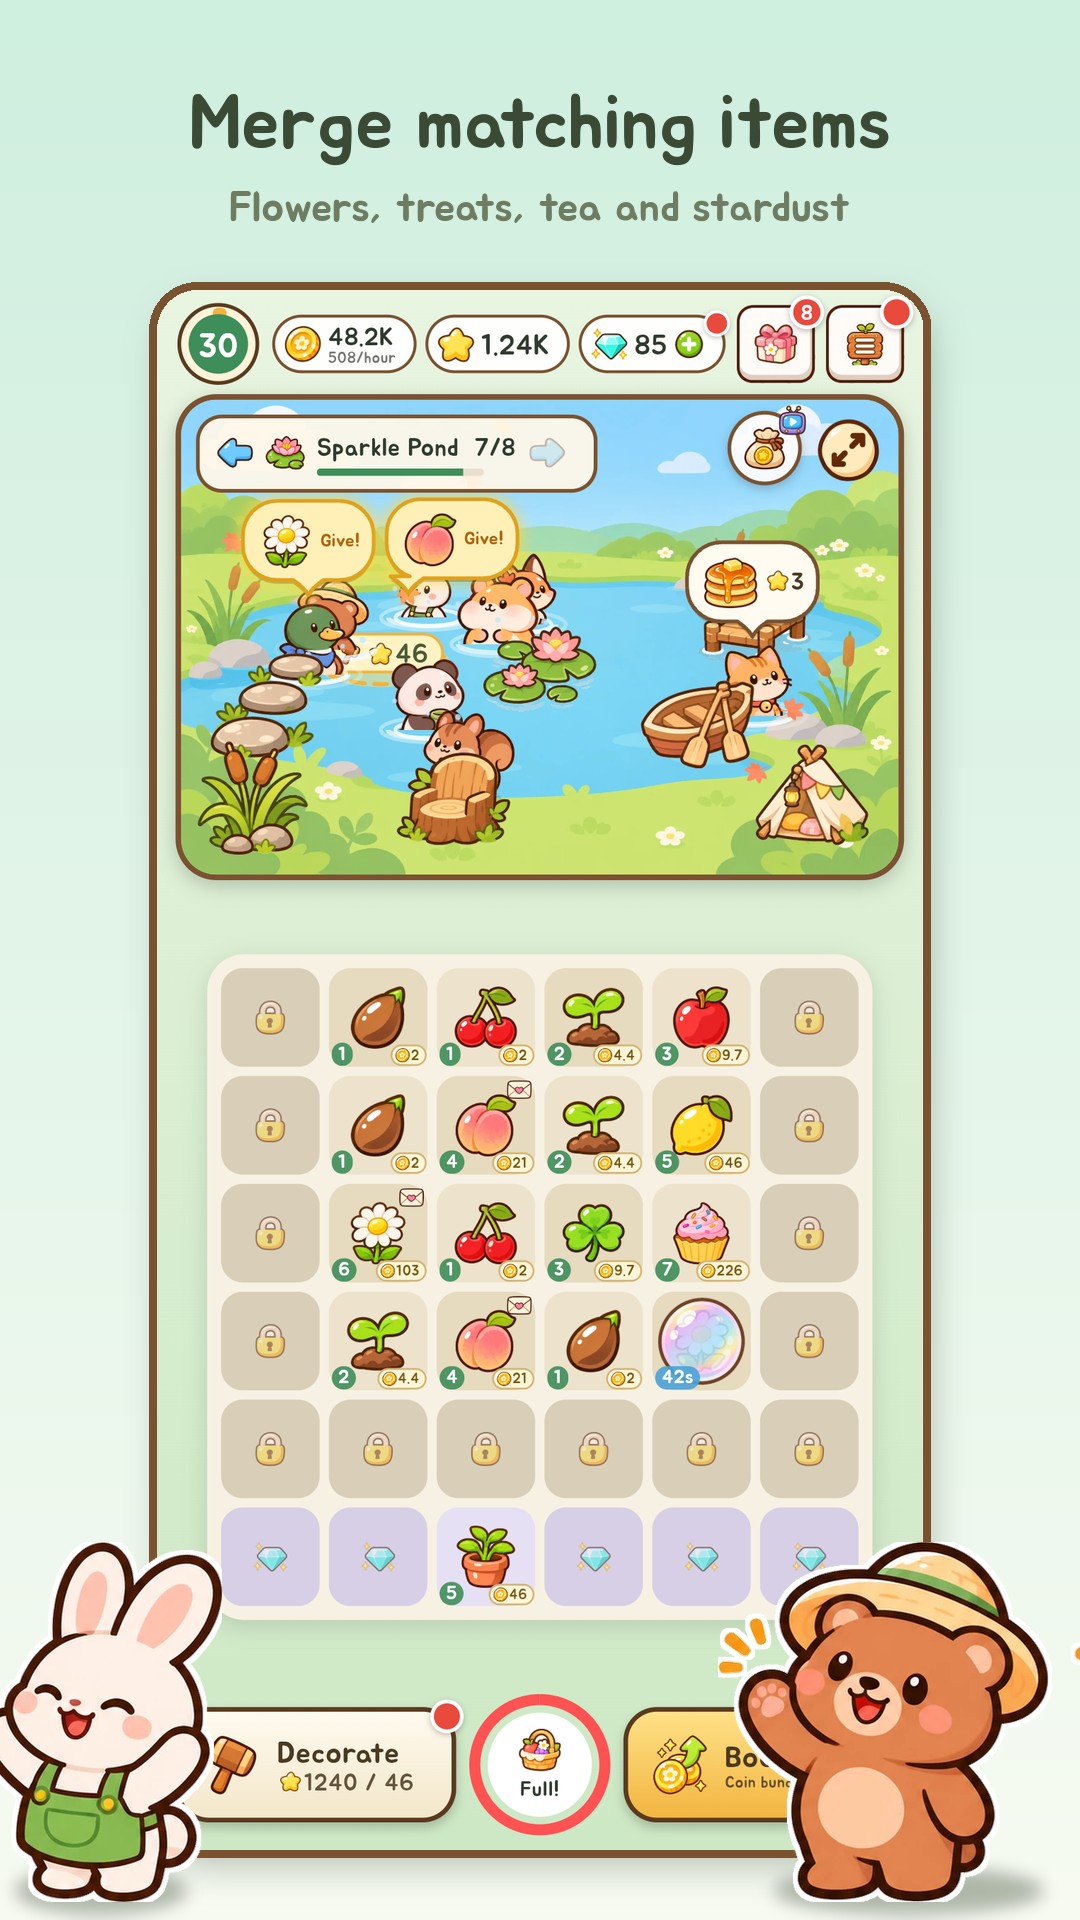 Merge matching items
Flowers, treats, tea and stardust
30
48.2K
508/hour
1.24K
85
8
Sparkle Pond 7/8
Give!
Give!
3
46
1 2
1 2
2 4.4
3 9.7
1 2
4 21
2 4.4
5 46
6 103
1 2
3 9.7
7 226
2 4.4
4 21
1 2
42s
5 46
Decorate
1240 / 46
Full!
Coin